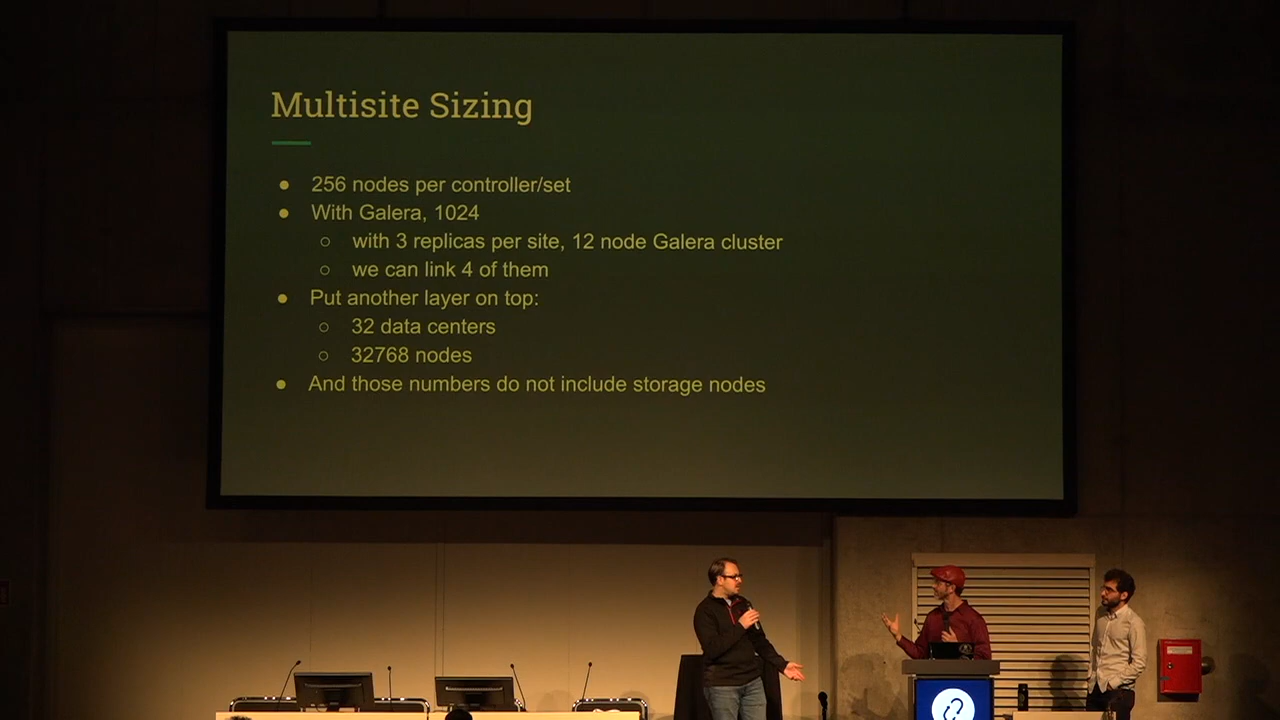 Multisite Sizing
● 256 nodes per controller/set
● With Galera, 1024
○ with 3 replicas per site, 12 node Galera cluster
○ we can link 4 of them
● Put another layer on top:
○ 32 data centers
○ 32768 nodes
● And those numbers do not include storage nodes